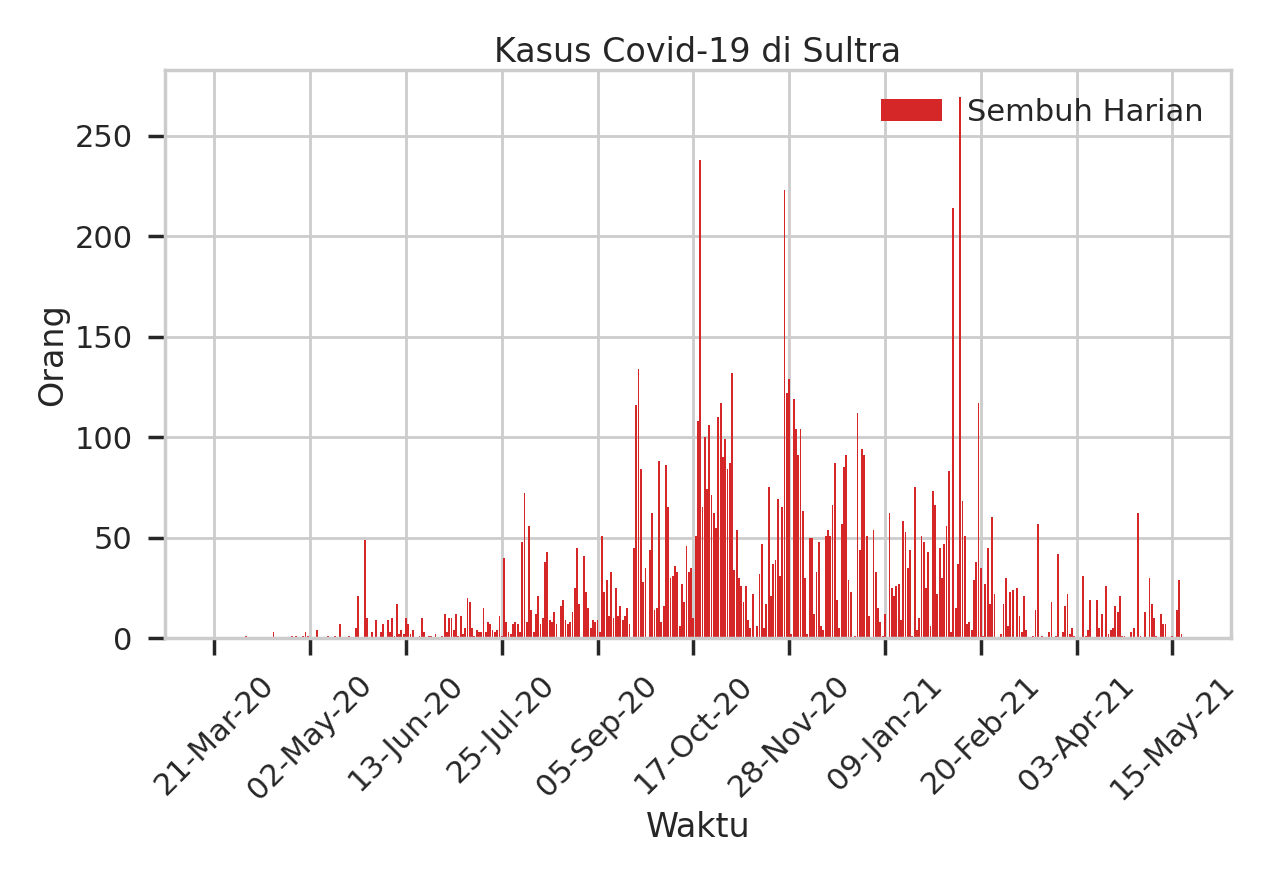 Kasus Covid-19 di Sultra
Sembuh Harian
Orang
250
200
150
100
50
0
21-Mar-20
02-May-20
13-Jun-20
25-Jul-20
05-Sep-20
17-Oct-20
28-Nov-20
09-Jan-21
20-Feb-21
03-Apr-21
15-May-21
Waktu